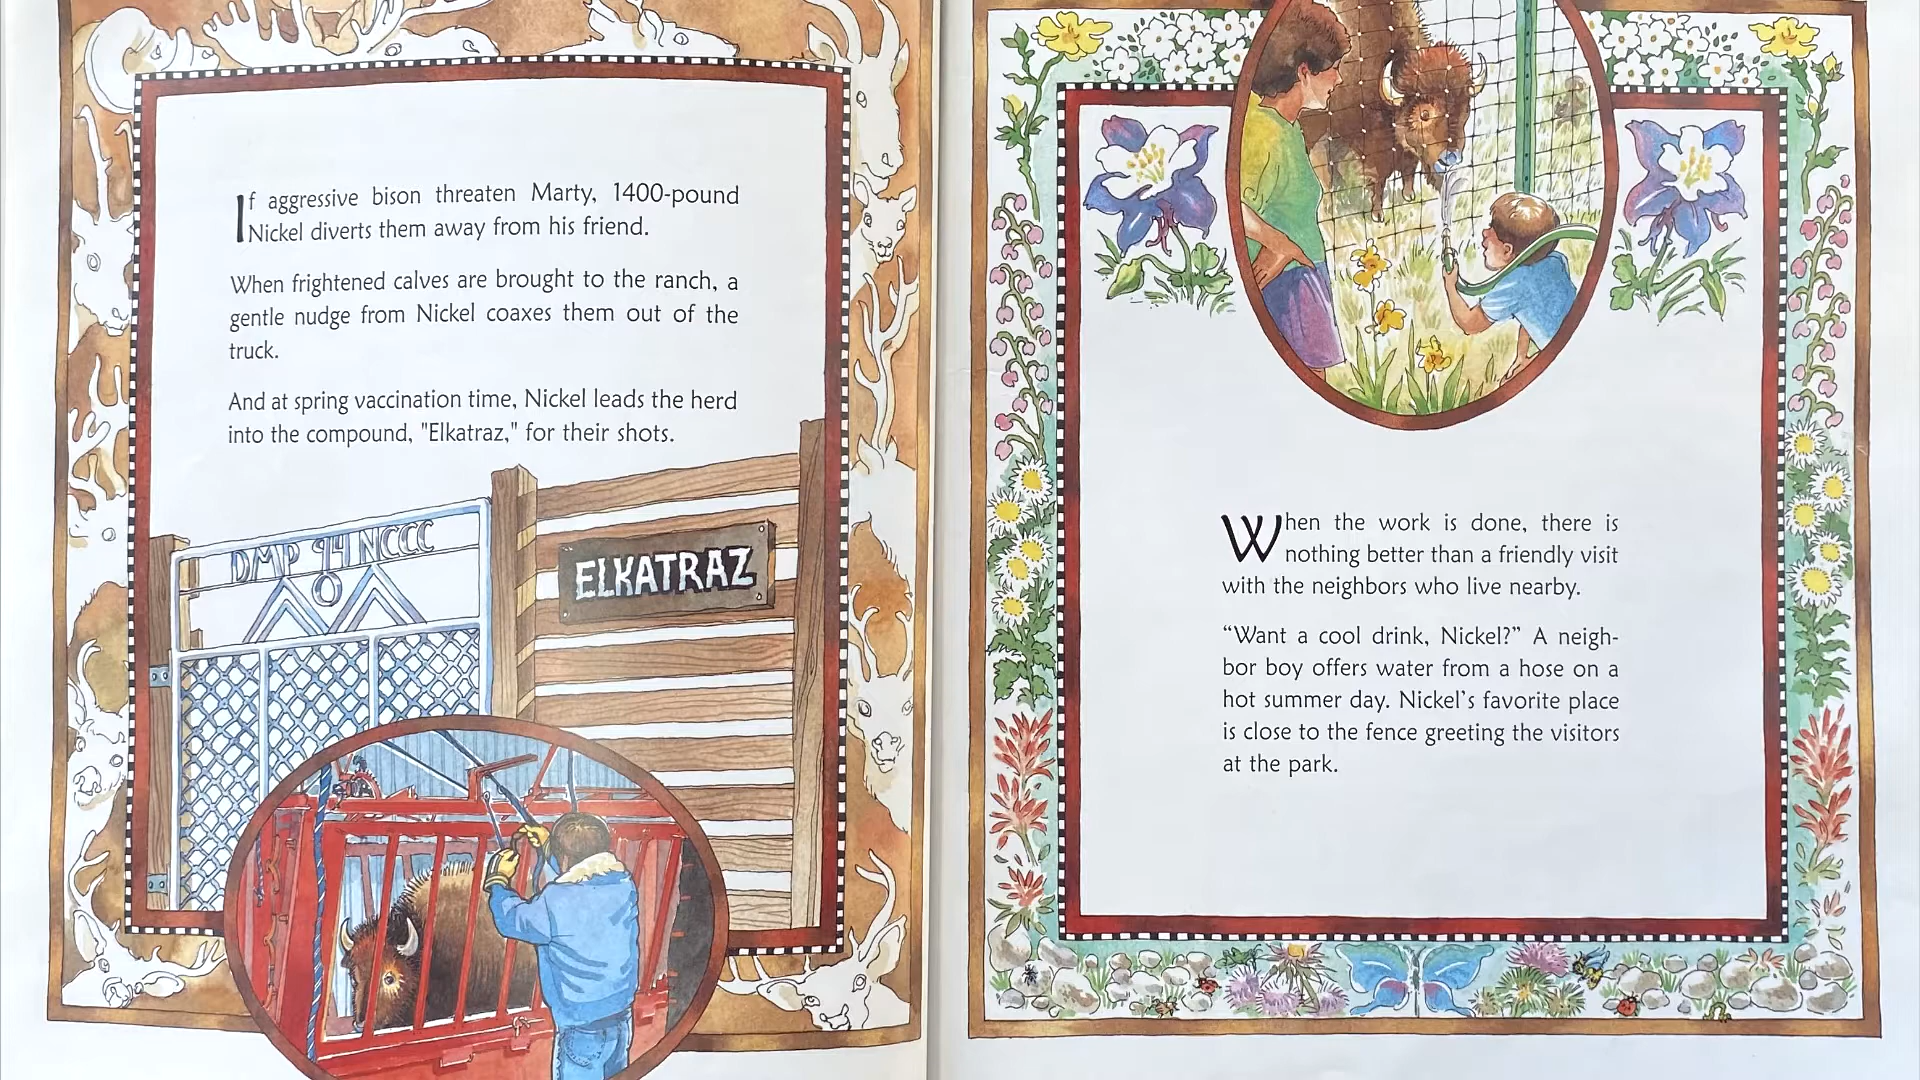 If aggressive bison threaten Marty, 1400-pound
Nickel diverts them away from his friend.
When frightened calves are brought to the ranch, a
gentle nudge from Nickel coaxes them out of the
truck.
And at spring vaccination time, Nickel leads the herd
into the compound, "Elkatraz," for their shots.
DMP 94 NCCC
ELKATRAZ
When the work is done, there is
nothing better than a friendly visit
with the neighbors who live nearby.
“Want a cool drink, Nickel?” A neigh-
bor boy offers water from a hose on a
hot summer day. Nickel’s favorite place
is close to the fence greeting the visitors
at the park.